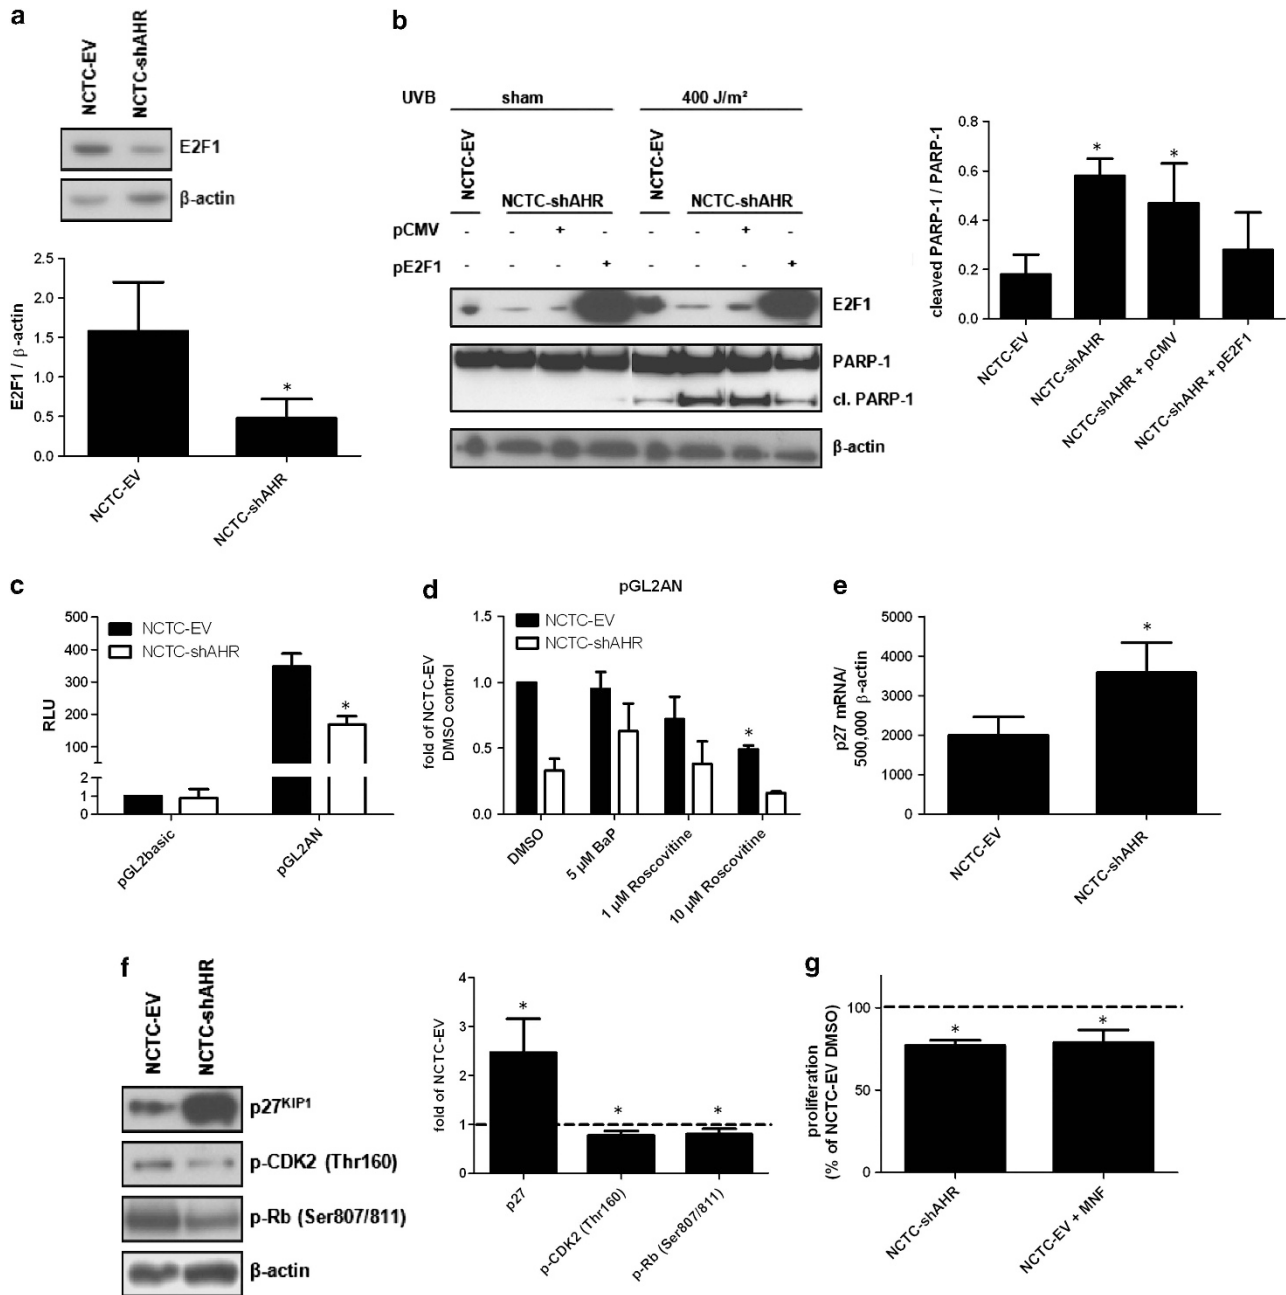 a
NCTC-EV
NCTC-shAHR
E2F1
β-actin
E2F1 / β-actin
2.5
2.0
1.5
1.0
0.5
0.0
*
NCTC-EV
NCTC-shAHR
b
UVB
sham
400 J/m²
NCTC-EV
NCTC-shAHR
NCTC-EV
NCTC-shAHR
pCMV - - + - - - + -
pE2F1 - - - + - - - +
E2F1
PARP-1
cl. PARP-1
β-actin
cleaved PARP-1 / PARP-1
0.8
0.6
0.4
0.2
0.0
*
*
NCTC-EV
NCTC-shAHR
NCTC-shAHR + pCMV
NCTC-shAHR + pE2F1
c
RLU
500
400
300
200
100
2
1
0
NCTC-EV
NCTC-shAHR
*
pGL2basic
pGL2AN
d
pGL2AN
fold of NCTC-EV
DMSO control
1.5
1.0
0.5
0.0
NCTC-EV
NCTC-shAHR
*
DMSO
5 µM BaP
1 µM Roscovitine
10 µM Roscovitine
e
p27 mRNA/
500,000 β-actin
5000
4000
3000
2000
1000
0
*
NCTC-EV
NCTC-shAHR
f
NCTC-EV
NCTC-shAHR
p27KIP1
p-CDK2 (Thr160)
p-Rb (Ser807/811)
β-actin
fold of NCTC-EV
4
3
2
1
0
*
*
*
p27
p-CDK2 (Thr160)
p-Rb (Ser807/811)
g
proliferation
(% of NCTC-EV DMSO)
100
50
0
*
*
NCTC-shAHR
NCTC-EV + MNF